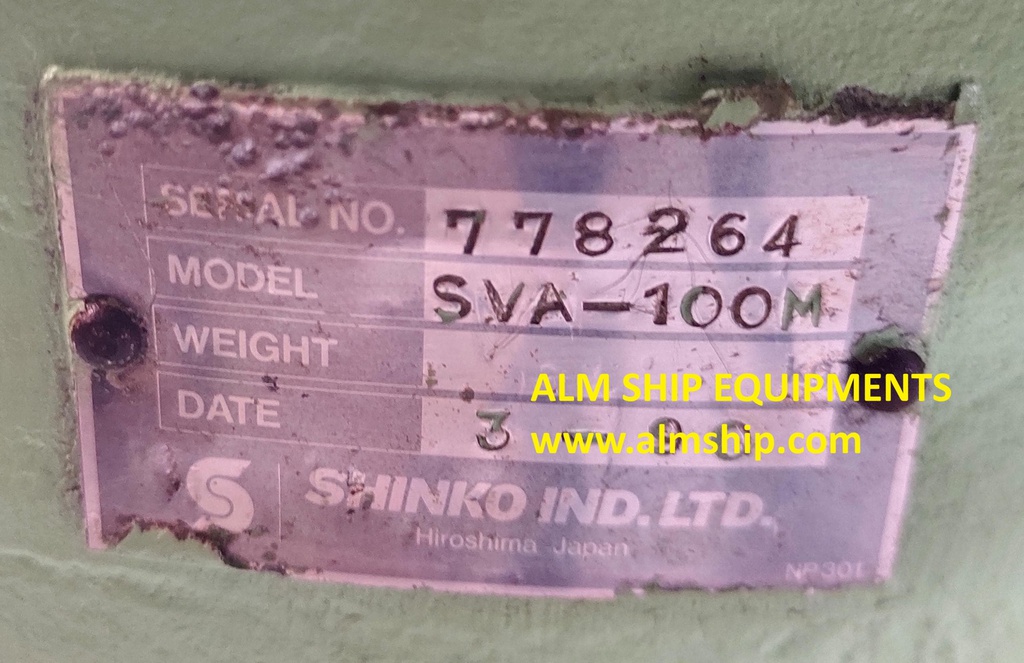 SERIAL NO. 778264
MODEL SVA-100M
WEIGHT
ALM SHIP EQUIPMENTS
DATE 3
www.almship.com
S SHINKO IND. LTD.
Hiroshima Japan